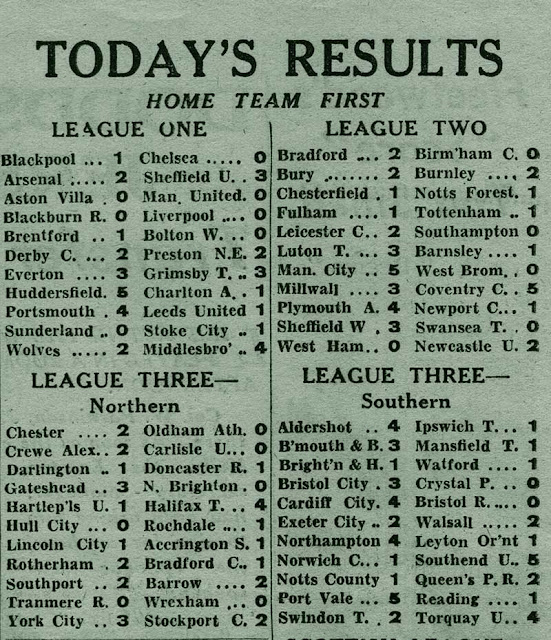 TODAY'S RESULTS
HOME TEAM FIRST
LEAGUE ONE
Blackpool ... 1 Chelsea ..... 0
Arsenal ..... 2 Sheffield U. . 3
Aston Villa . 0 Man. United. 0
Blackburn R. 0 Liverpool .... 0
Brentford .. 1 Bolton W. .. 0
Derby C. ... 2 Preston N.E. 2
Everton .... 3 Grimsby T. .. 3
Huddersfield. 5 Charlton A. . 1
Portsmouth . 4 Leeds United 1
Sunderland .. 0 Stoke City .. 1
Wolves ..... 2 Middlesbro' .. 4
LEAGUE TWO
Bradford ... 2 Birm'ham C. 0
Bury ........ 2 Burnley .... 2
Chesterfield . 1 Notts Forest. 1
Fulham .... 1 Tottenham .. 1
Leicester C.. 2 Southampton 0
Luton T. ... 3 Barnsley .... 1
Man. City .. 5 West Brom. . 0
Millwall .... 3 Coventry C. . 5
Plymouth A. 4 Newport C... 1
Sheffield W . 3 Swansea T. . 0
West Ham.. 0 Newcastle U. 2
LEAGUE THREE—
Northern
Chester .... 2 Oldham Ath. 0
Crewe Alex.. 2 Carlisle U... 0
Darlington .. 1 Doncaster R. 1
Gateshead .. 3 N. Brighton. 0
Hartlep'ls U. 1 Halifax T. .. 4
Hull City ... 0 Rochdale .... 1
Lincoln City 1 Accrington S. 1
Rotherham . 2 Bradford C.. 1
Southport .. 2 Barrow .... 2
Tranmere R. 0 Wrexham ... 0
York City .. 3 Stockport C. 2
LEAGUE THREE—
Southern
Aldershot .. 4 Ipswich T... 1
B'mouth & B. 3 Mansfield T. 1
Bright'n & H. 1 Watford .... 1
Bristol City . 3 Crystal P. ... 0
Cardiff City. 4 Bristol R..... 0
Exeter City .. 2 Walsall ..... 2
Northampton 4 Leyton Or'nt 1
Norwich C... 1 Southend U.. 5
Notts County 1 Queen's P. R. 2
Port Vale .. 5 Reading .... 1
Swindon T. . 2 Torquay U.. 4